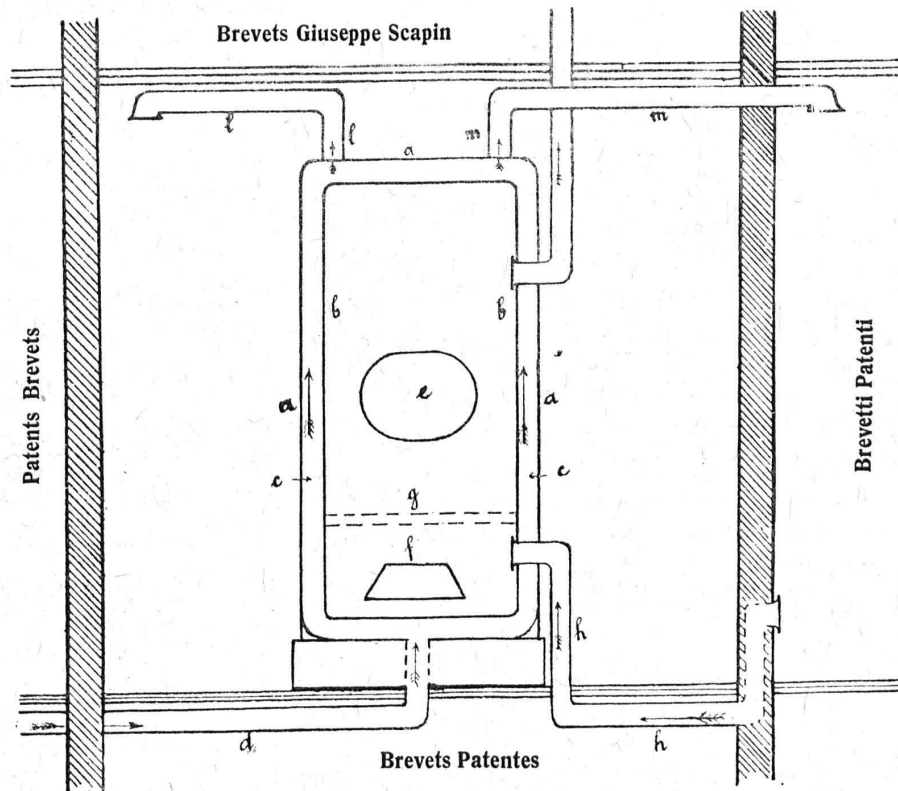 Brevets Giuseppe Scapin
l
l
m
m
a
b
b
Patents Brevets
Brevetti Patenti
e
a
a
c
c
g
f
h
d
h
Brevets Patentes